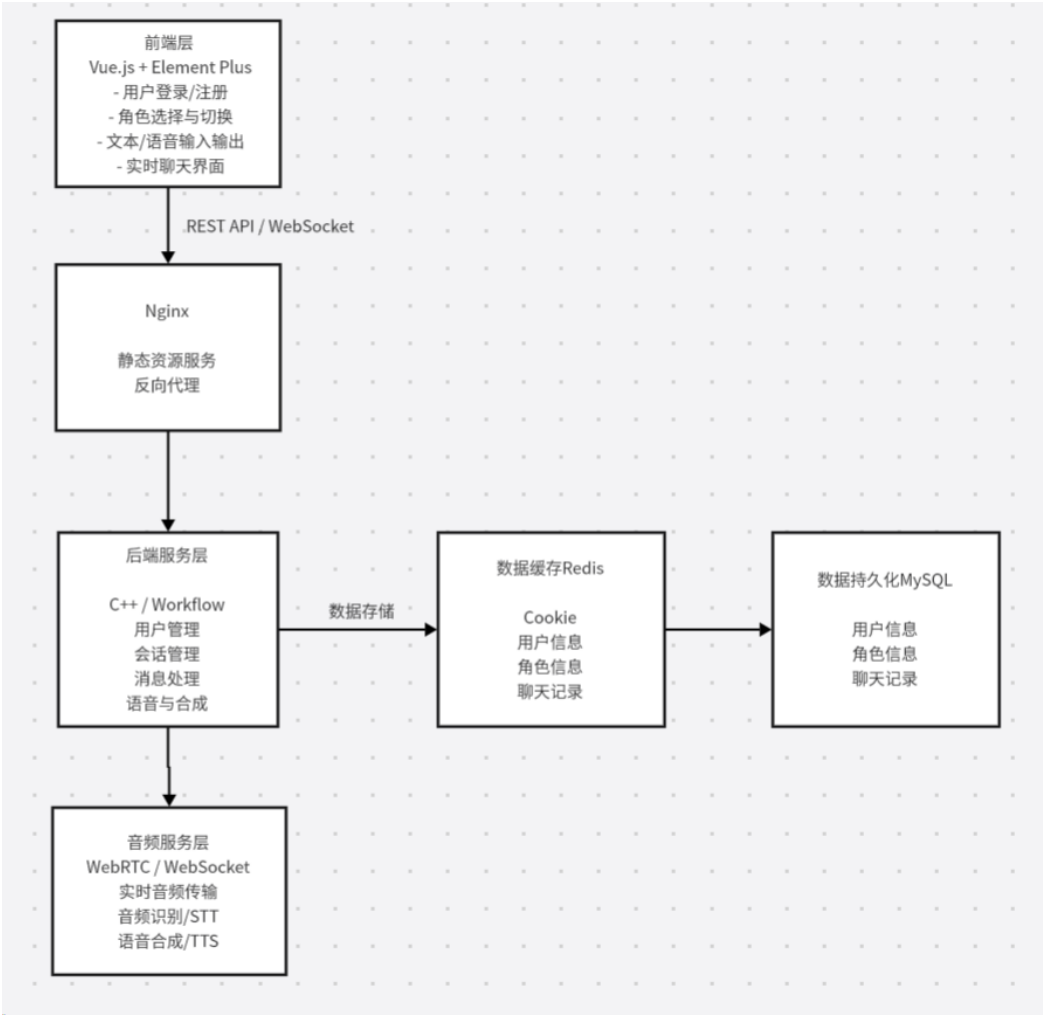 前端层
Vue.js + Element Plus
- 用户登录/注册
- 角色选择与切换
- 文本/语音输入输出
- 实时聊天界面
REST API / WebSocket
Nginx
静态资源服务
反向代理
后端服务层
C++ / Workflow
用户管理
会话管理
消息处理
语音与合成
数据存储
数据缓存Redis
Cookie
用户信息
角色信息
聊天记录
数据持久化MySQL
用户信息
角色信息
聊天记录
音频服务层
WebRTC / WebSocket
实时音频传输
音频识别/STT
语音合成/TTS